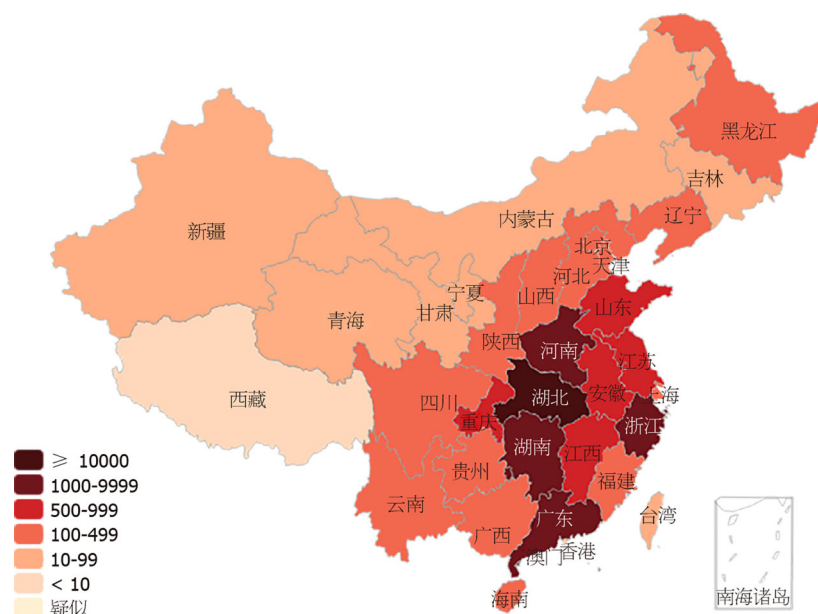 黑龙江
吉林
辽宁
内蒙古
新疆
北京
天津
河北
宁夏
山西
青海
甘肃
山东
陕西
河南
江苏
西藏
四川
湖北
安徽
上海
重庆
浙江
湖南
江西
贵州
福建
云南
广东
台湾
广西
澳门
香港
海南
南海诸岛
≥ 10000
1000-9999
500-999
100-499
10-99
< 10
疑似